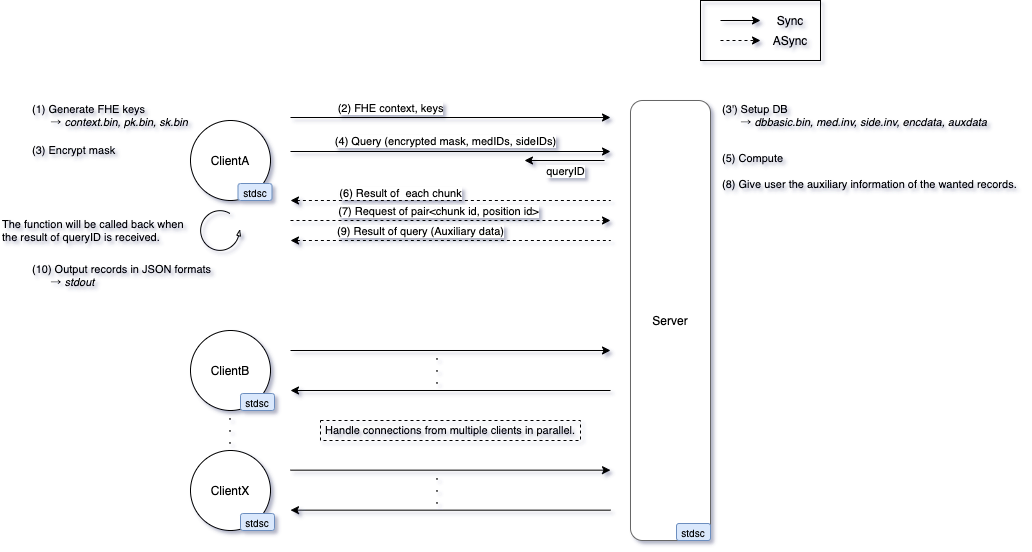 Sync
ASync
(1) Generate FHE keys
→ context.bin, pk.bin, sk.bin
(2) FHE context, keys
(3') Setup DB
→ dbbasic.bin, med.inv, side.inv, encdata, auxdata
(3) Encrypt mask
ClientA
stdsc
(4) Query (encrypted mask, medIDs, sideIDs)
queryID
(5) Compute
(6) Result of each chunk
(7) Request of pair<chunk id, position id>
(8) Give user the auxiliary information of the wanted records.
The function will be called back when
the result of queryID is received.
(9) Result of query (Auxiliary data)
(10) Output records in JSON formats
→ stdout
Server
ClientB
stdsc
Handle connections from multiple clients in parallel.
ClientX
stdsc
stdsc